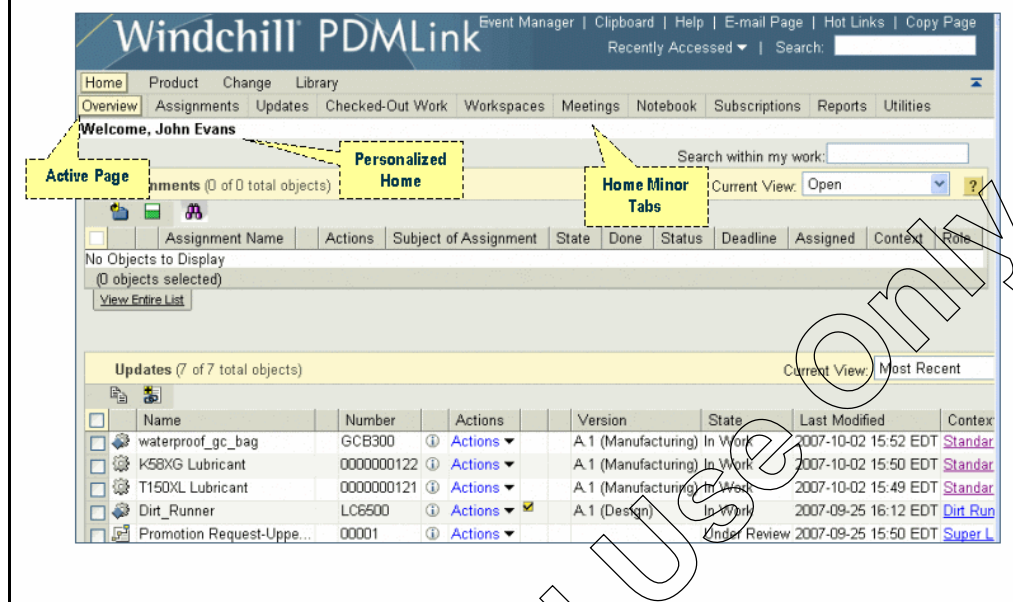 Windchill PDMLink
Event Manager | Clipboard | Help | E-mail Page | Hot Links | Copy Page
Recently Accessed ▾ | Search:
Home Product Change Library
Overview Assignments Updates Checked-Out Work Workspaces Meetings Notebook Subscriptions Reports Utilities
Welcome, John Evans
Search within my work:
Active Page
Personalized
Home
Home Minor
Tabs
nments (0 of 0 total objects)
Current View: Open
?
Assignment Name Actions Subject of Assignment State Done Status Deadline Assigned Context Role
No Objects to Display
(0 objects selected)
View Entire List
Updates (7 of 7 total objects)
Current View: Most Recent
Name Number Actions Version State Last Modified Contex
waterproof_gc_bag GCB300 Actions ▾ A.1 (Manufacturing) In Work 2007-10-02 15:52 EDT Standar
K58XG Lubricant 0000000122 Actions ▾ A.1 (Manufacturing) In Work 2007-10-02 15:50 EDT Standar
T150XL Lubricant 0000000121 Actions ▾ A.1 (Manufacturing) In Work 2007-10-02 15:49 EDT Standar
Dirt_Runner LC6500 Actions ▾ A.1 (Design) In Work 2007-09-25 16:12 EDT Dirt Run
Promotion Request-Uppe... 00001 Actions ▾ Under Review 2007-09-25 15:50 EDT Super L
Use Only